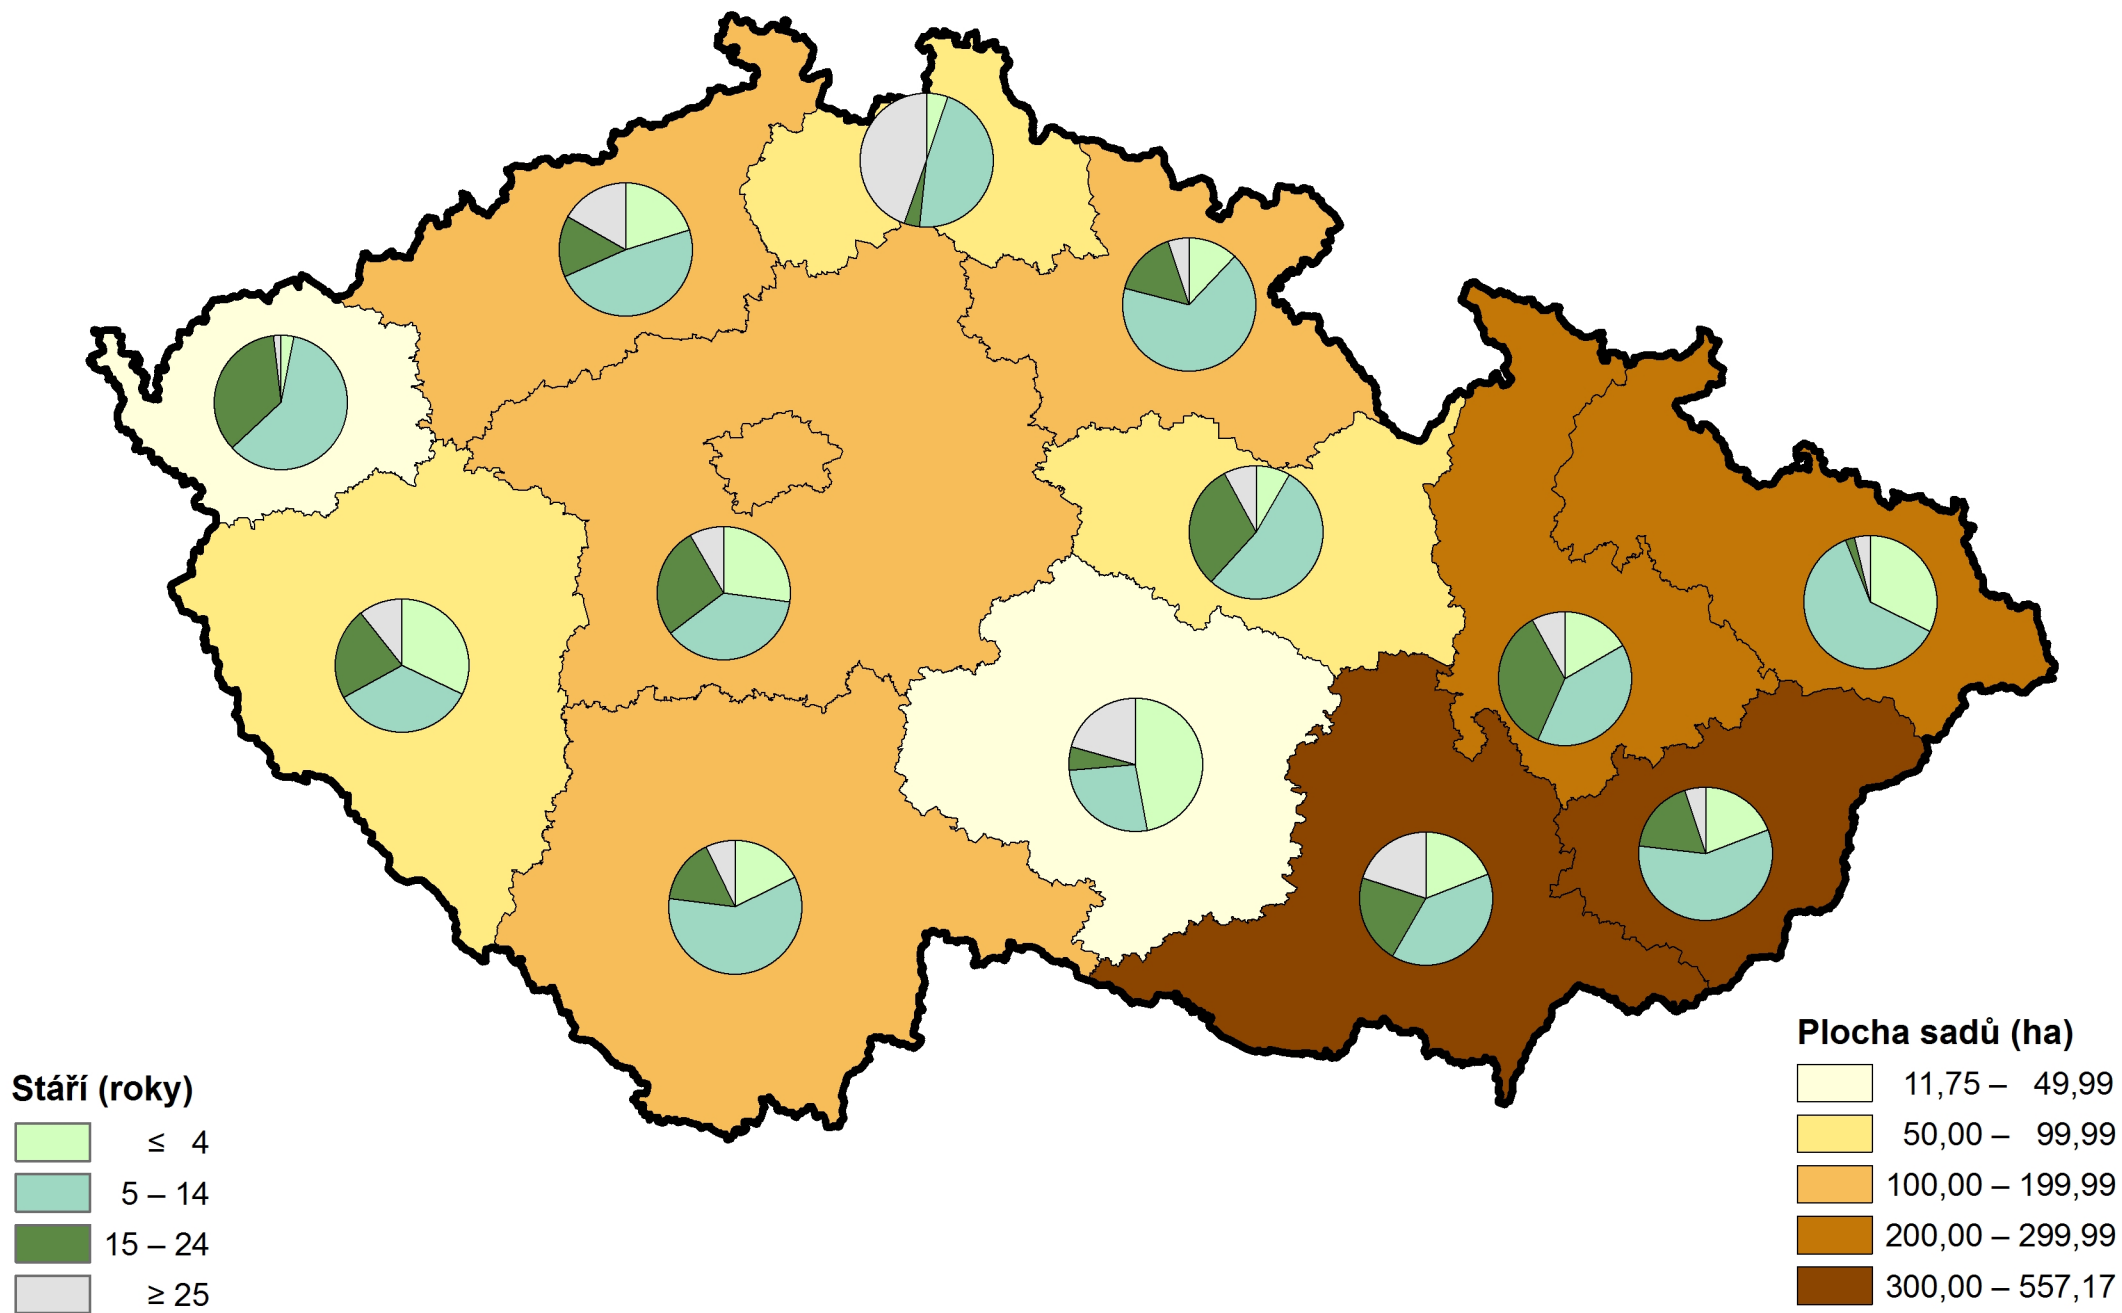 Stáří (roky)
≤ 4
5 – 14
15 – 24
≥ 25
Plocha sadů (ha)
11,75 – 49,99
50,00 – 99,99
100,00 – 199,99
200,00 – 299,99
300,00 – 557,17